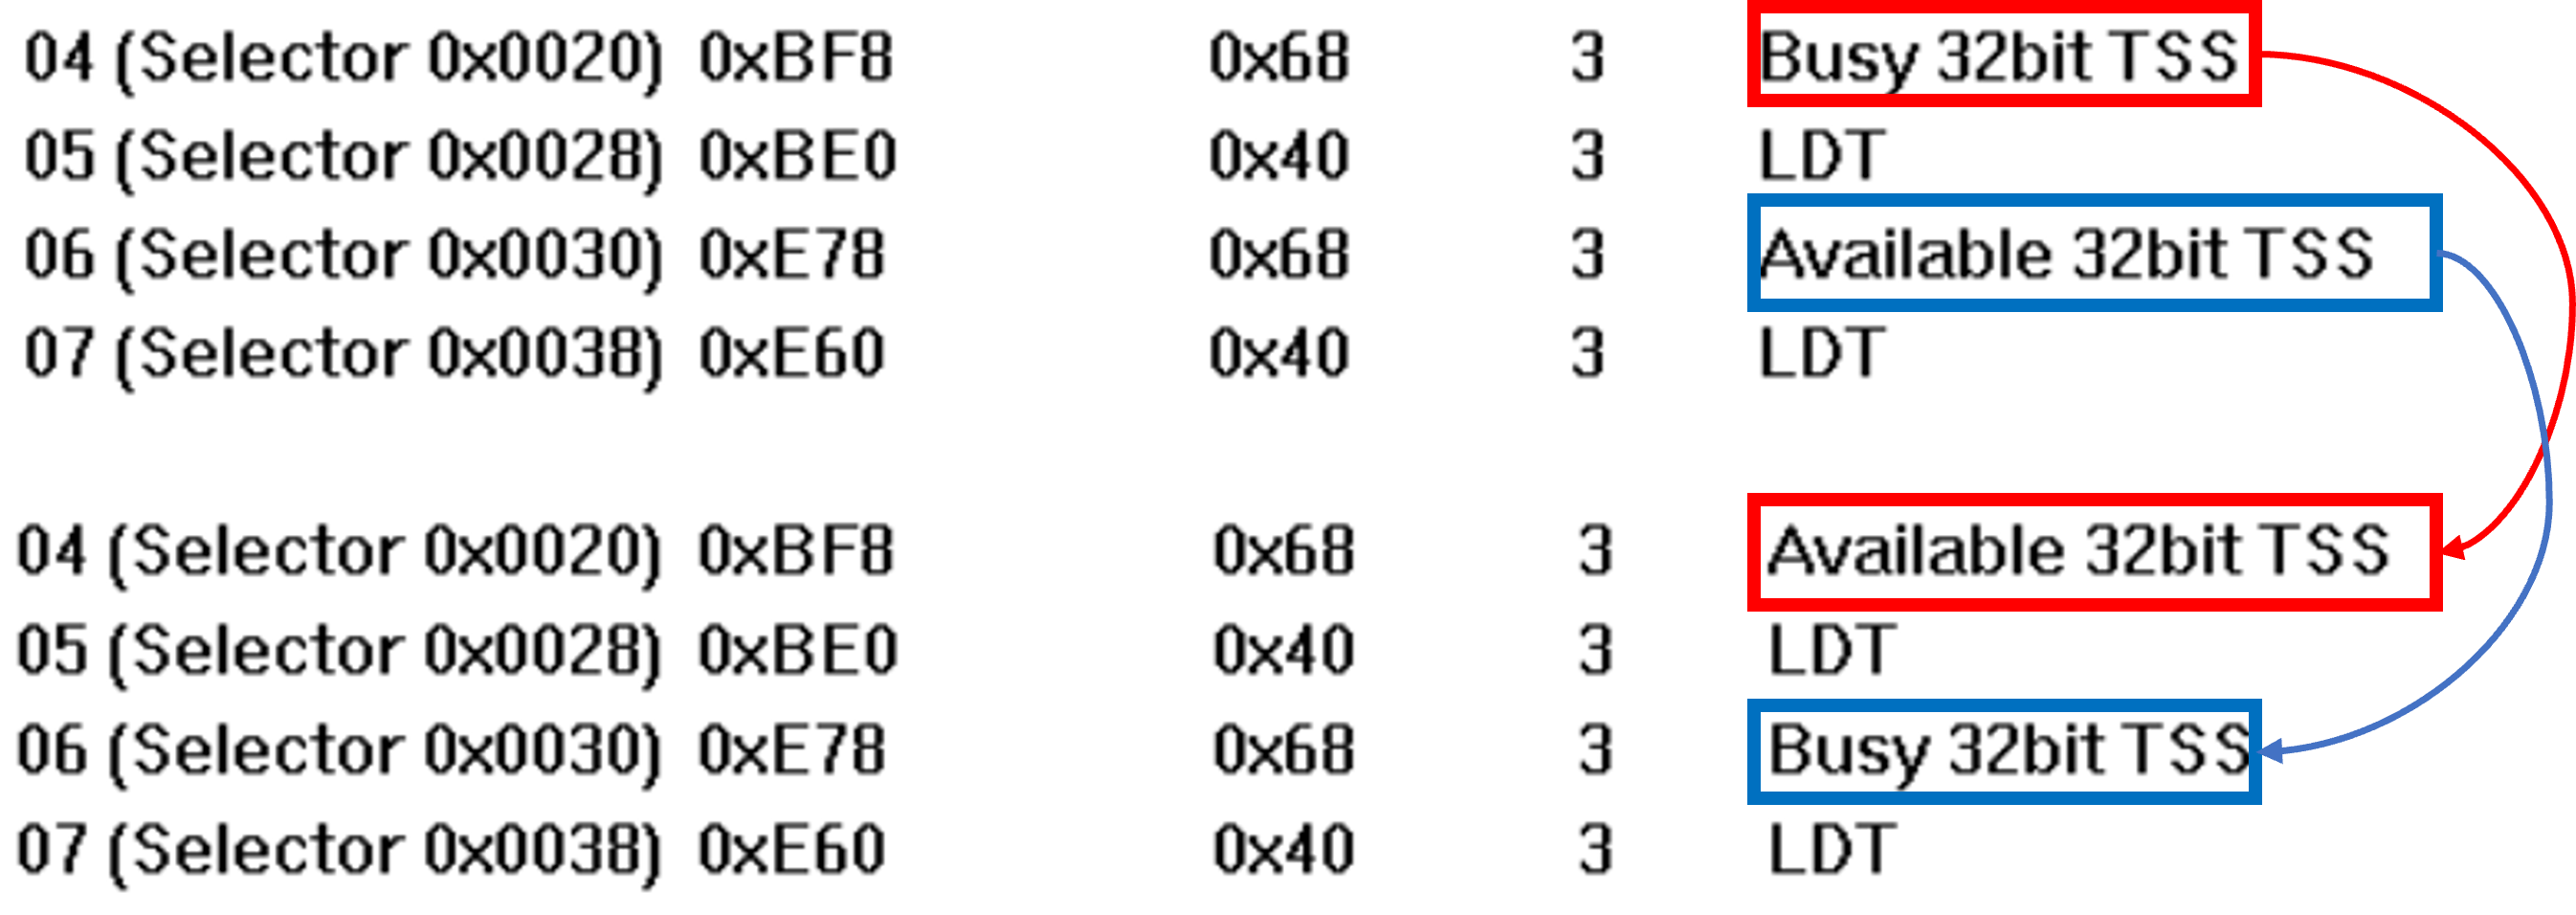 04 (Selector 0x0020) 0xBF8 0x68 3 Busy 32bit TSS
05 (Selector 0x0028) 0xBE0 0x40 3 LDT
06 (Selector 0x0030) 0xE78 0x68 3 Available 32bit TSS
07 (Selector 0x0038) 0xE60 0x40 3 LDT
04 (Selector 0x0020) 0xBF8 0x68 3 Available 32bit TSS
05 (Selector 0x0028) 0xBE0 0x40 3 LDT
06 (Selector 0x0030) 0xE78 0x68 3 Busy 32bit TSS
07 (Selector 0x0038) 0xE60 0x40 3 LDT